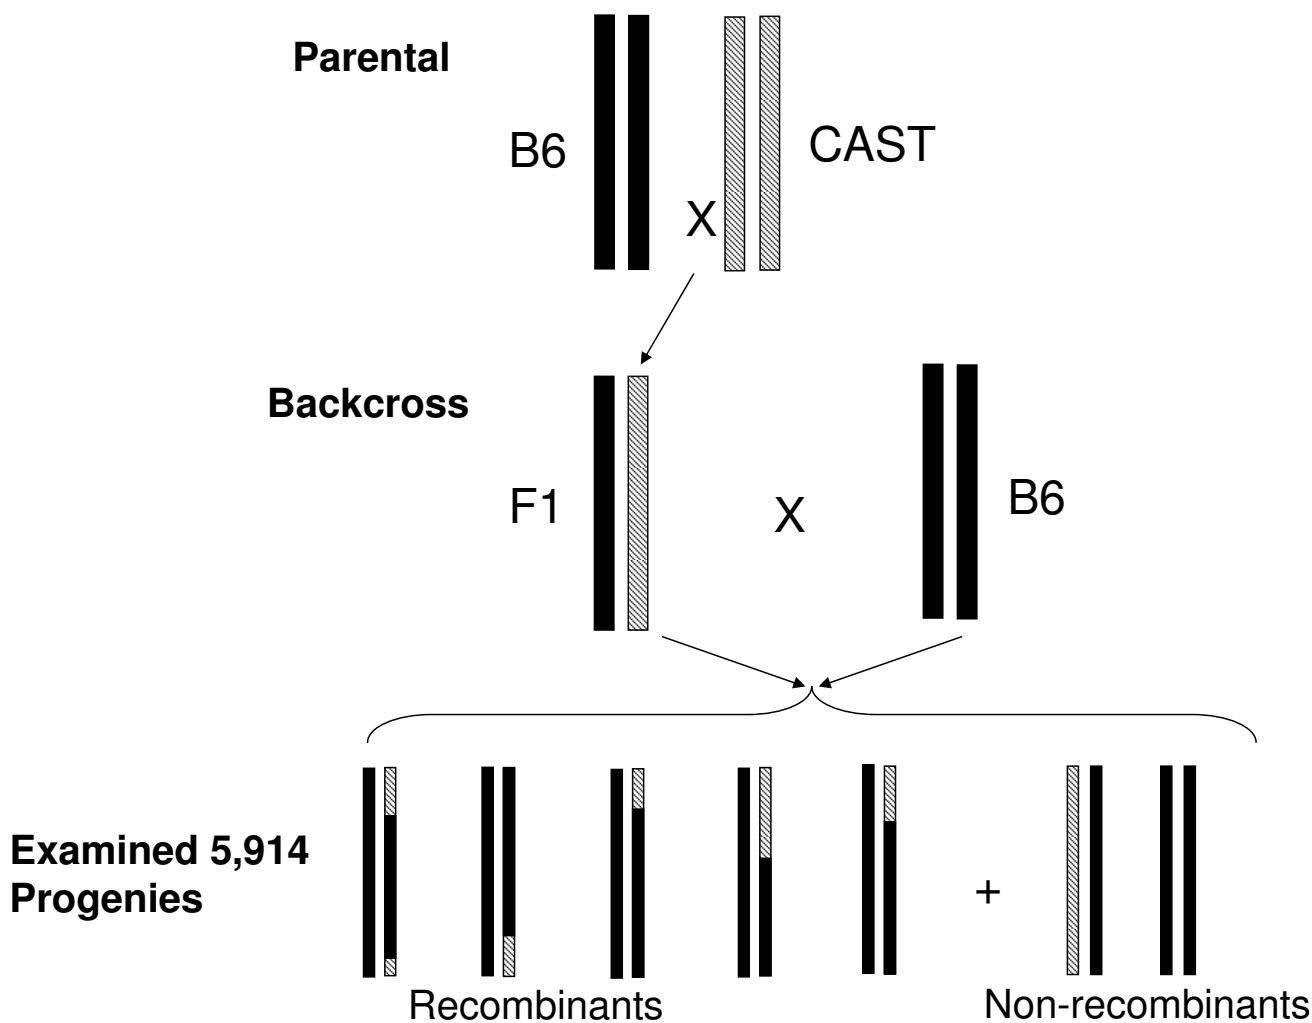 Parental
B6
CAST
X
Backcross
F1
X
B6
Examined 5,914
Progenies
+
Recombinants
Non-recombinants